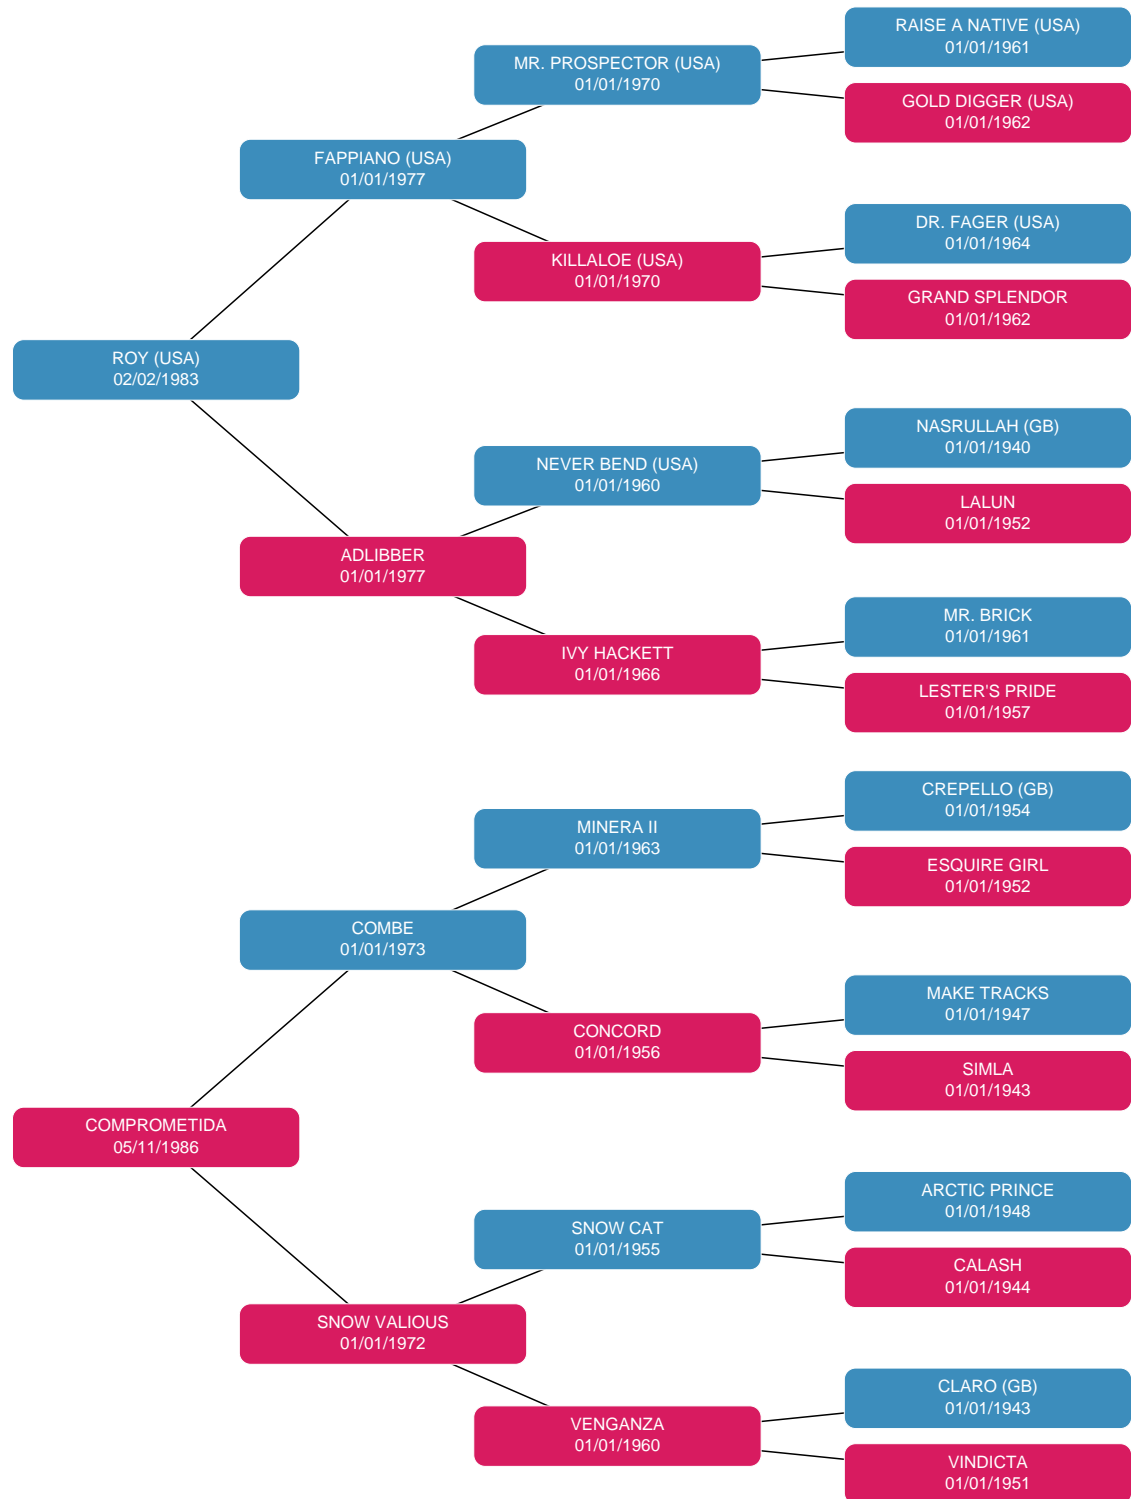 RAISE A NATIVE (USA)
01/01/1961
MR. PROSPECTOR (USA)
01/01/1970
GOLD DIGGER (USA)
01/01/1962
FAPPIANO (USA)
01/01/1977
DR. FAGER (USA)
01/01/1964
KILLALOE (USA)
01/01/1970
GRAND SPLENDOR
01/01/1962
ROY (USA)
02/02/1983
NASRULLAH (GB)
01/01/1940
NEVER BEND (USA)
01/01/1960
LALUN
01/01/1952
ADLIBBER
01/01/1977
MR. BRICK
01/01/1961
IVY HACKETT
01/01/1966
LESTER'S PRIDE
01/01/1957
CREPELLO (GB)
01/01/1954
MINERA II
01/01/1963
ESQUIRE GIRL
01/01/1952
COMBE
01/01/1973
MAKE TRACKS
01/01/1947
CONCORD
01/01/1956
SIMLA
01/01/1943
COMPROMETIDA
05/11/1986
ARCTIC PRINCE
01/01/1948
SNOW CAT
01/01/1955
CALASH
01/01/1944
SNOW VALIOUS
01/01/1972
CLARO (GB)
01/01/1943
VENGANZA
01/01/1960
VINDICTA
01/01/1951